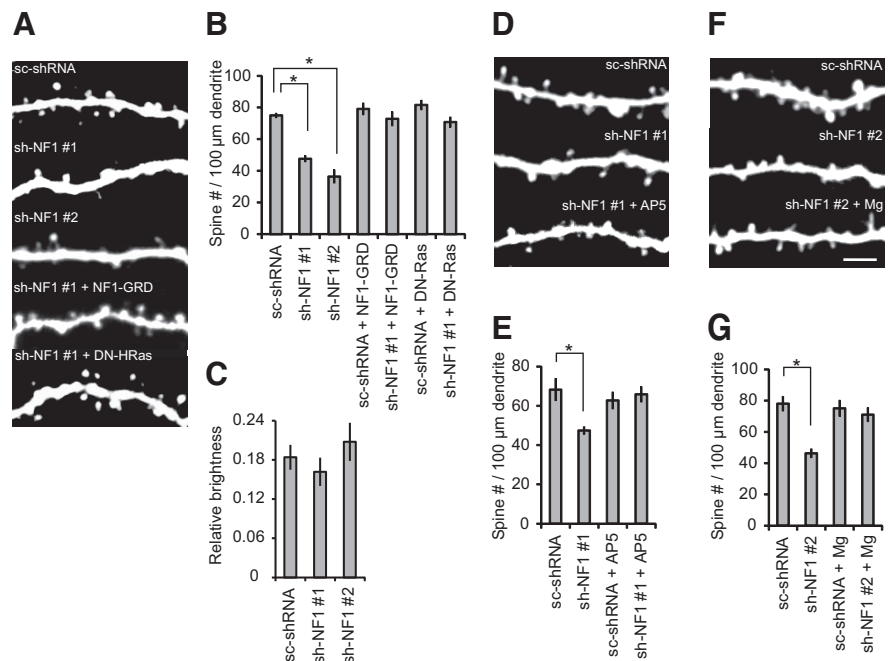 A
sc-shRNA
sh-NF1 #1
sh-NF1 #2
sh-NF1 #1 + NF1-GRD
sh-NF1 #1 + DN-HRas
B
Spine # / 100 µm dendrite
100
80
60
40
20
0
*
*
sc-shRNA
sh-NF1 #1
sh-NF1 #2
sc-shRNA + NF1-GRD
sh-NF1 #1 + NF1-GRD
sc-shRNA + DN-Ras
sh-NF1 #1 + DN-Ras
C
Relative brightness
0.24
0.18
0.12
0.06
0
sc-shRNA
sh-NF1 #1
sh-NF1 #2
D
sc-shRNA
sh-NF1 #1
sh-NF1 #1 + AP5
E
Spine # / 100 µm dendrite
80
60
40
20
0
*
sc-shRNA
sh-NF1 #1
sc-shRNA + AP5
sh-NF1 #1 + AP5
F
sc-shRNA
sh-NF1 #2
sh-NF1 #2 + Mg
G
Spine # / 100 µm dendrite
100
80
60
40
20
0
*
sc-shRNA
sh-NF1 #2
sc-shRNA + Mg
sh-NF1 #2 + Mg